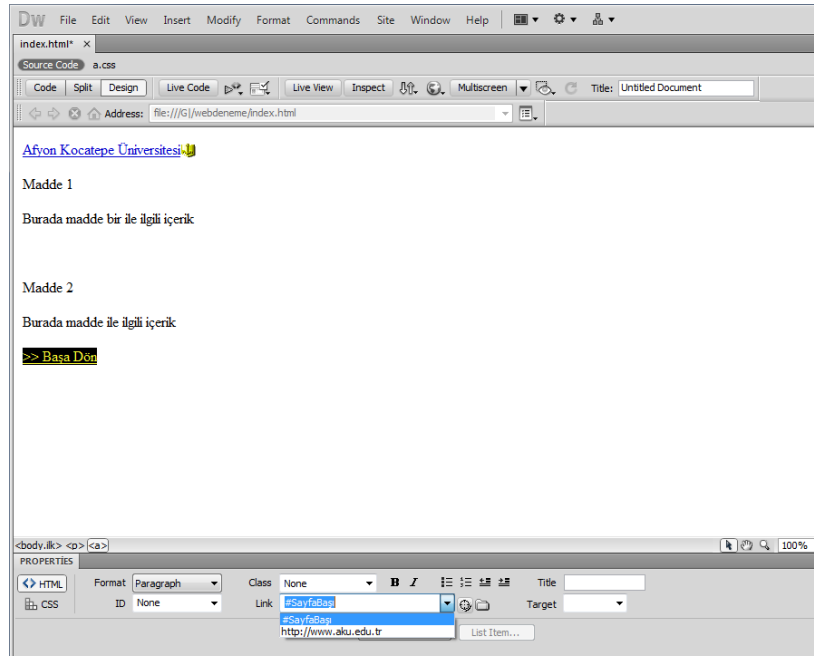 Dw File Edit View Insert Modify Format Commands Site Window Help
index.html* ×
Source Code a.css
Code Split Design Live Code Live View Inspect Multiscreen Title: Untitled Document
Address: file:///G|/webdeneme/index.html
Afyon Kocatepe Üniversitesi
Madde 1
Burada madde bir ile ilgili içerik
Madde 2
Burada madde ile ilgili içerik
>> Başa Dön
<body.ilk> <p> <a> 100%
PROPERTİES
<> HTML Format Paragraph Class None B I Title
CSS ID None Link #SayfaBaşı Target
#SayfaBaşı
http://www.aku.edu.tr List Item...